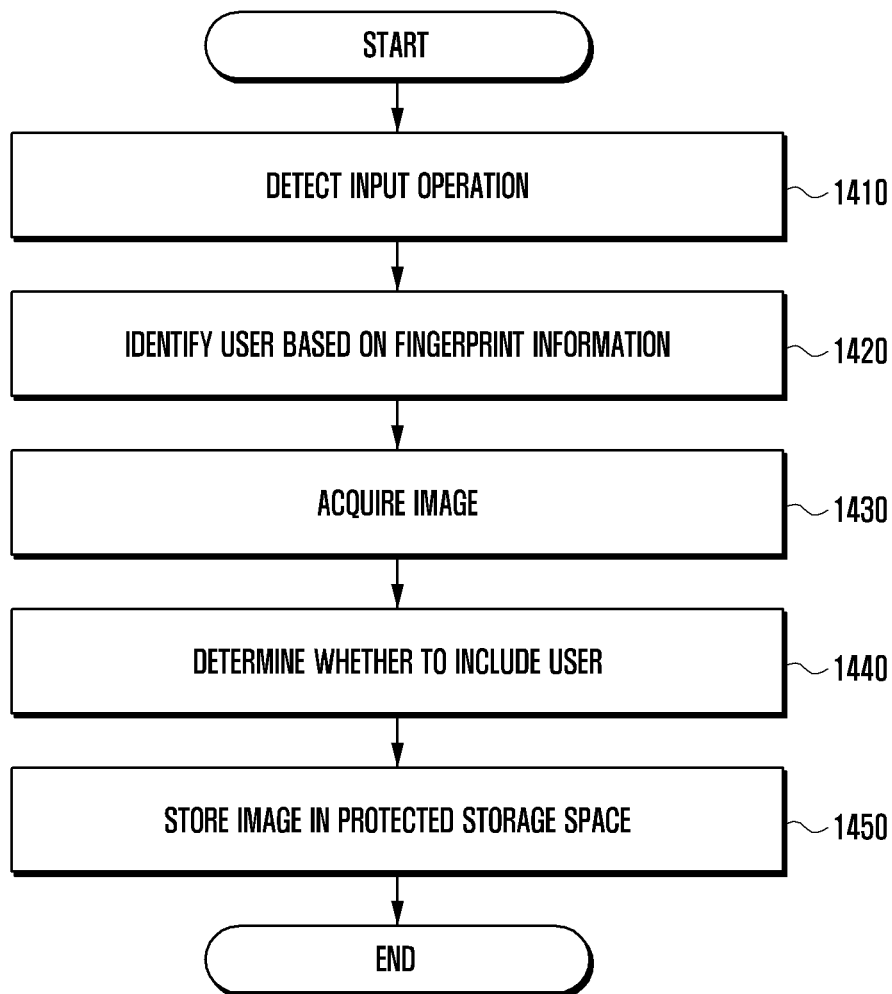 START
DETECT INPUT OPERATION
1410
IDENTIFY USER BASED ON FINGERPRINT INFORMATION
1420
ACQUIRE IMAGE
1430
DETERMINE WHETHER TO INCLUDE USER
1440
STORE IMAGE IN PROTECTED STORAGE SPACE
1450
END